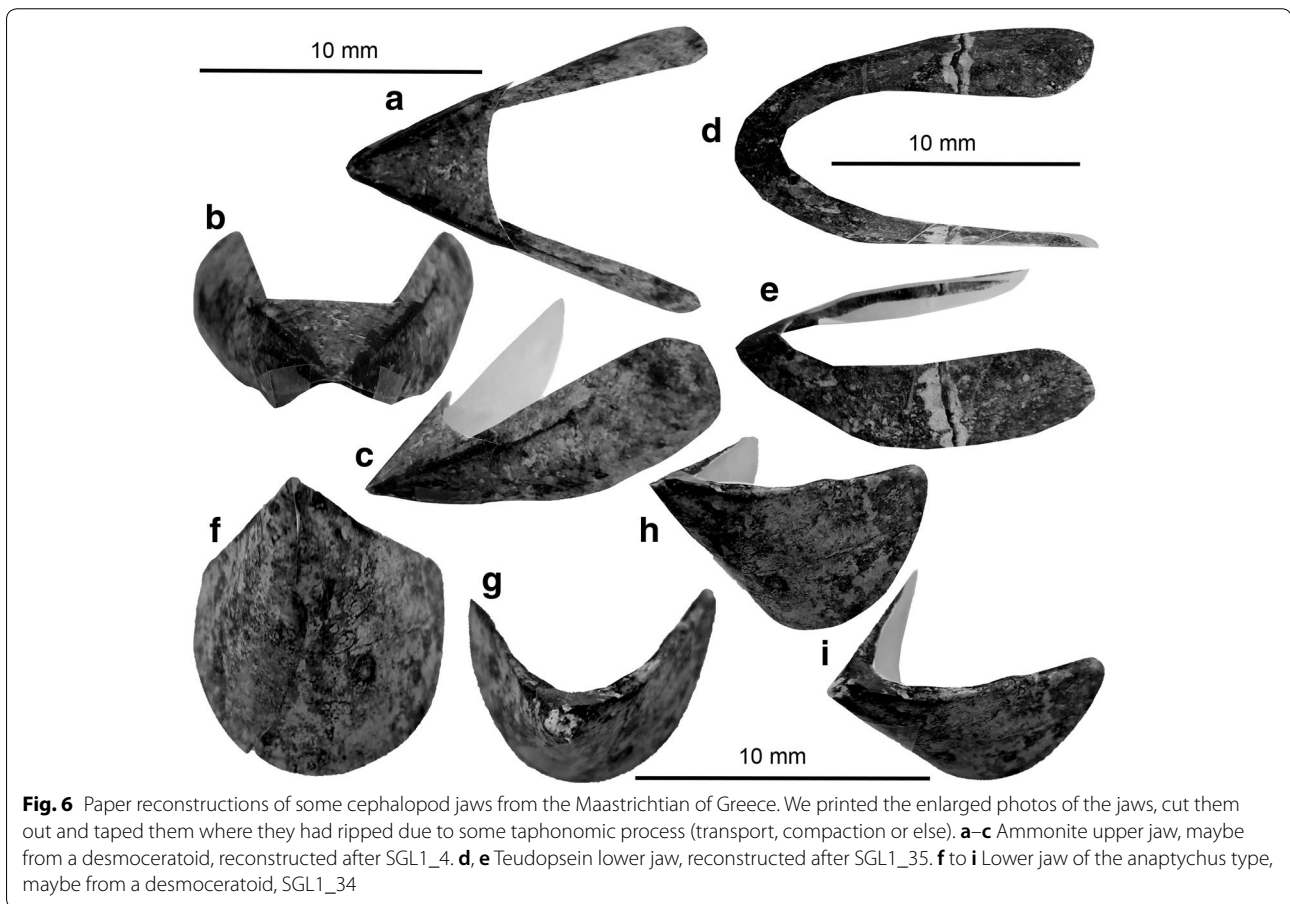 10 mm
a
d
10 mm
b
e
c
f
h
g
i
10 mm
Fig. 6 Paper reconstructions of some cephalopod jaws from the Maastrichtian of Greece. We printed the enlarged photos of the jaws, cut them
out and taped them where they had ripped due to some taphonomic process (transport, compaction or else). a–c Ammonite upper jaw, maybe
from a desmoceratoid, reconstructed after SGL1_4. d, e Teudopsein lower jaw, reconstructed after SGL1_35. f to i Lower jaw of the anaptychus type,
maybe from a desmoceratoid, SGL1_34